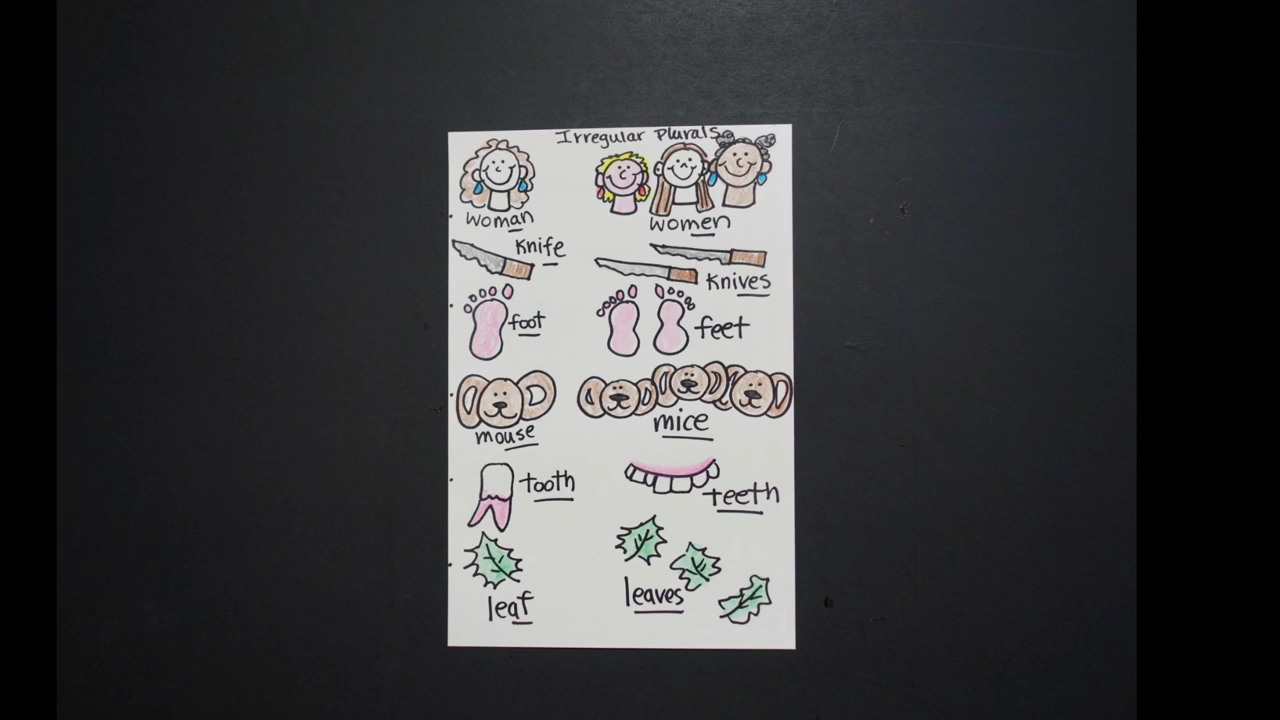 Irregular Plurals
woman
women
Knife
Knives
foot
feet
mouse
mice
tooth
teeth
leaf
leaves